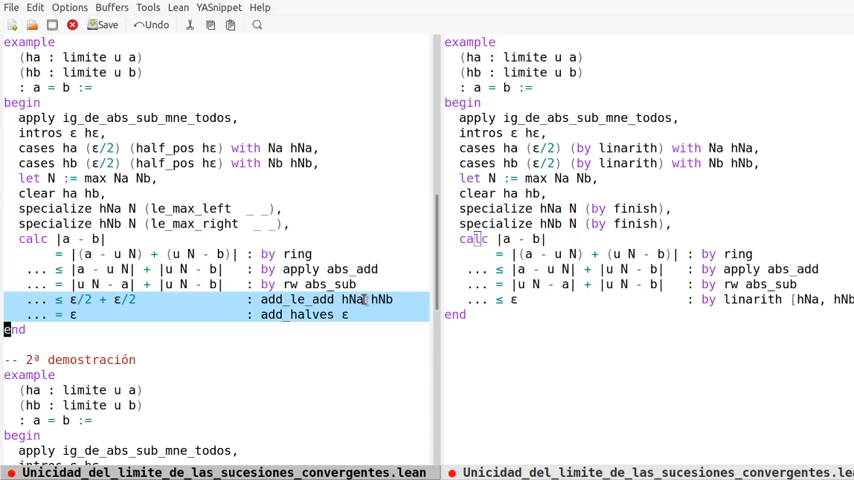 File Edit Options Buffers Tools Lean YASnippet Help
Save Undo
example
(ha : limite u a)
(hb : limite u b)
: a = b :=
begin
apply ig_de_abs_sub_mne_todos,
intros ε hε,
cases ha (ε/2) (half_pos hε) with Na hNa,
cases hb (ε/2) (half_pos hε) with Nb hNb,
let N := max Na Nb,
clear ha hb,
specialize hNa N (le_max_left _ _),
specialize hNb N (le_max_right _ _),
calc |a - b|
= |(a - u N) + (u N - b)| : by ring
... ≤ |a - u N| + |u N - b| : by apply abs_add
... = |u N - a| + |u N - b| : by rw abs_sub
... ≤ ε/2 + ε/2 : add_le_add hNa hNb
... = ε : add_halves ε
end
-- 2ª demostración
example
(ha : limite u a)
(hb : limite u b)
: a = b :=
begin
apply ig_de_abs_sub_mne_todos,
intros ε hε,
Unicidad_del_limite_de_las_sucesiones_convergentes.lean
example
(ha : limite u a)
(hb : limite u b)
: a = b :=
begin
apply ig_de_abs_sub_mne_todos,
intros ε hε,
cases ha (ε/2) (by linarith) with Na hNa,
cases hb (ε/2) (by linarith) with Nb hNb,
let N := max Na Nb,
clear ha hb,
specialize hNa N (by finish),
specialize hNb N (by finish),
calc |a - b|
= |(a - u N) + (u N - b)| : by ring
... ≤ |a - u N| + |u N - b| : by apply abs_add
... = |u N - a| + |u N - b| : by rw abs_sub
... ≤ ε : by linarith [hNa, hNb
end
Unicidad_del_limite_de_las_sucesiones_convergentes.lea